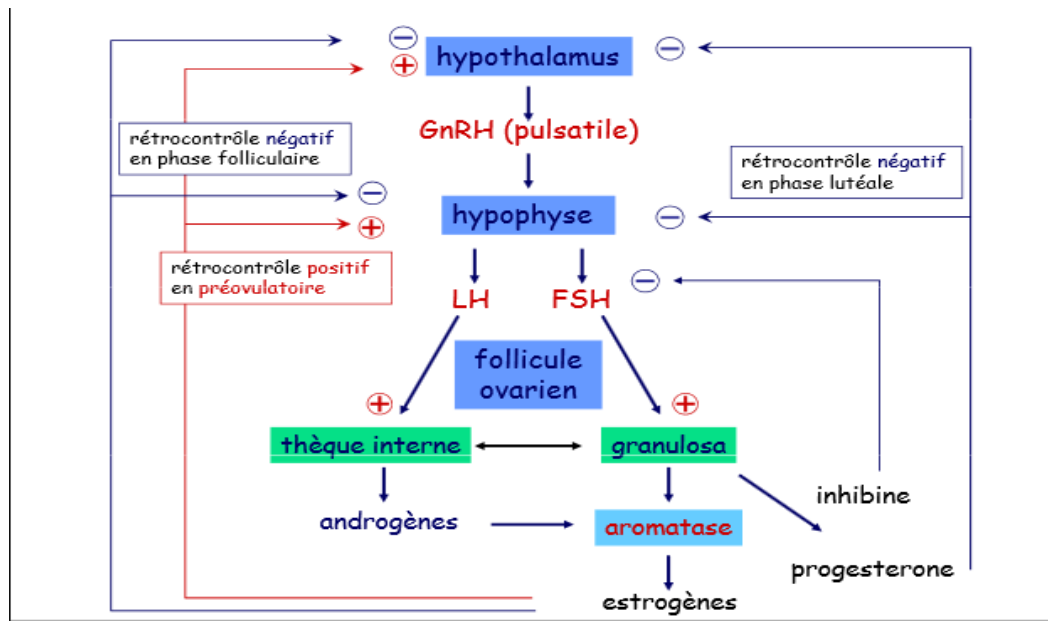 hypothalamus
GnRH (pulsatile)
rétrocontrôle négatif
en phase folliculaire
rétrocontrôle négatif
en phase lutéale
hypophyse
rétrocontrôle positif
en préovulatoire
LH
FSH
follicule
ovarien
thèque interne
granulosa
inhibine
androgènes
aromatase
progesterone
estrogènes